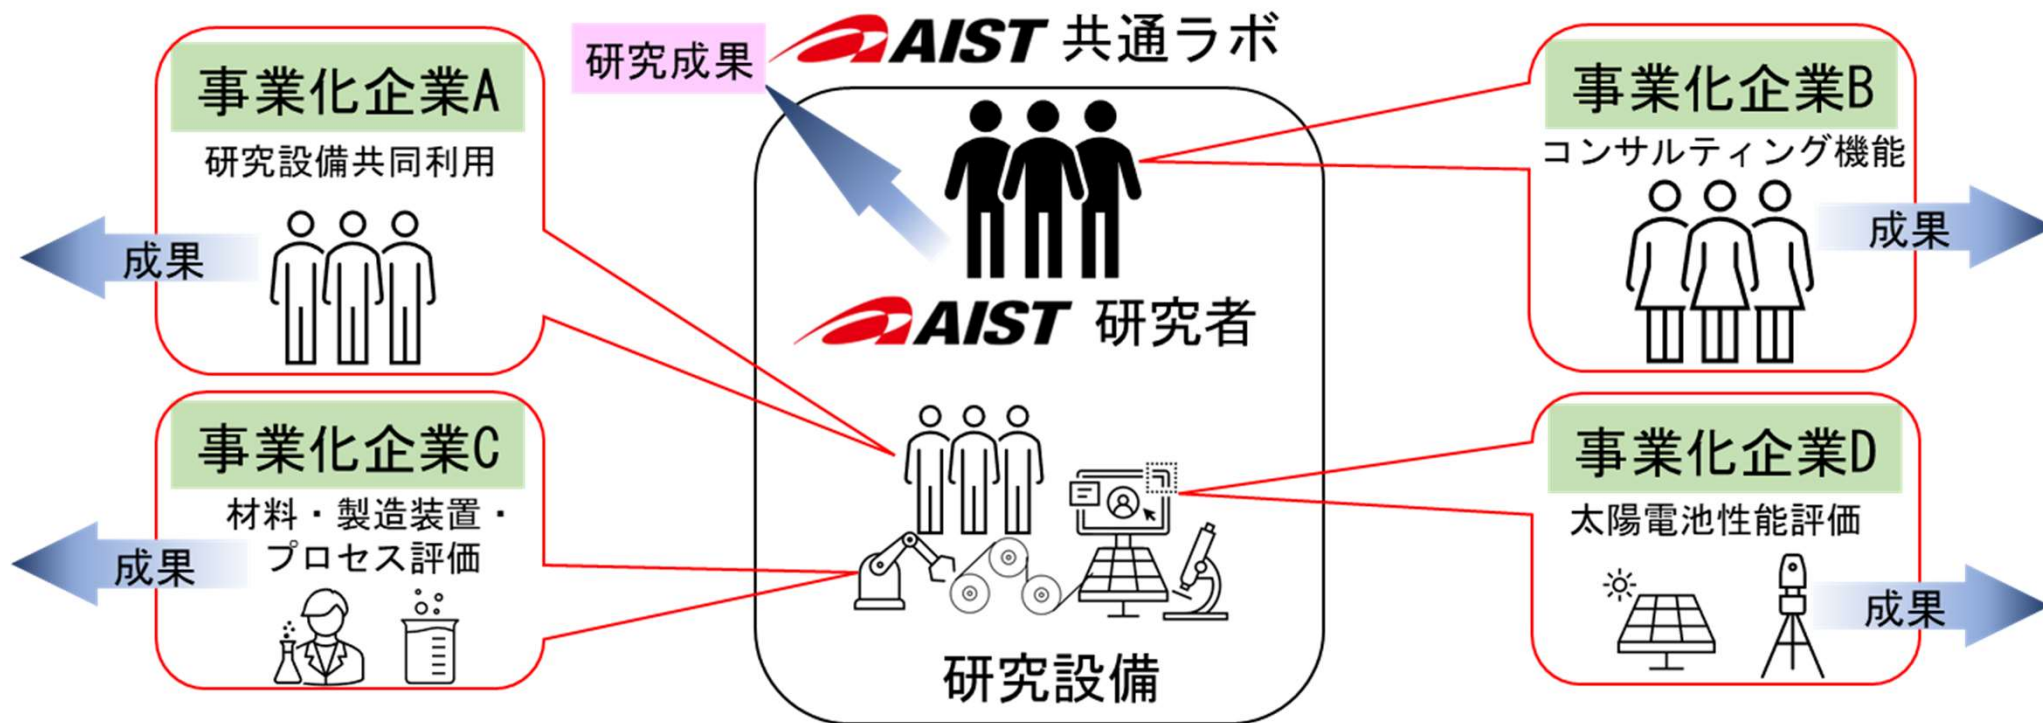 研究成果
AIST 共通ラボ
事業化企業A
研究設備共同利用
成果
事業化企業B
コンサルティング機能
成果
AIST 研究者
事業化企業C
材料・製造装置・
プロセス評価
成果
事業化企業D
太陽電池性能評価
成果
研究設備